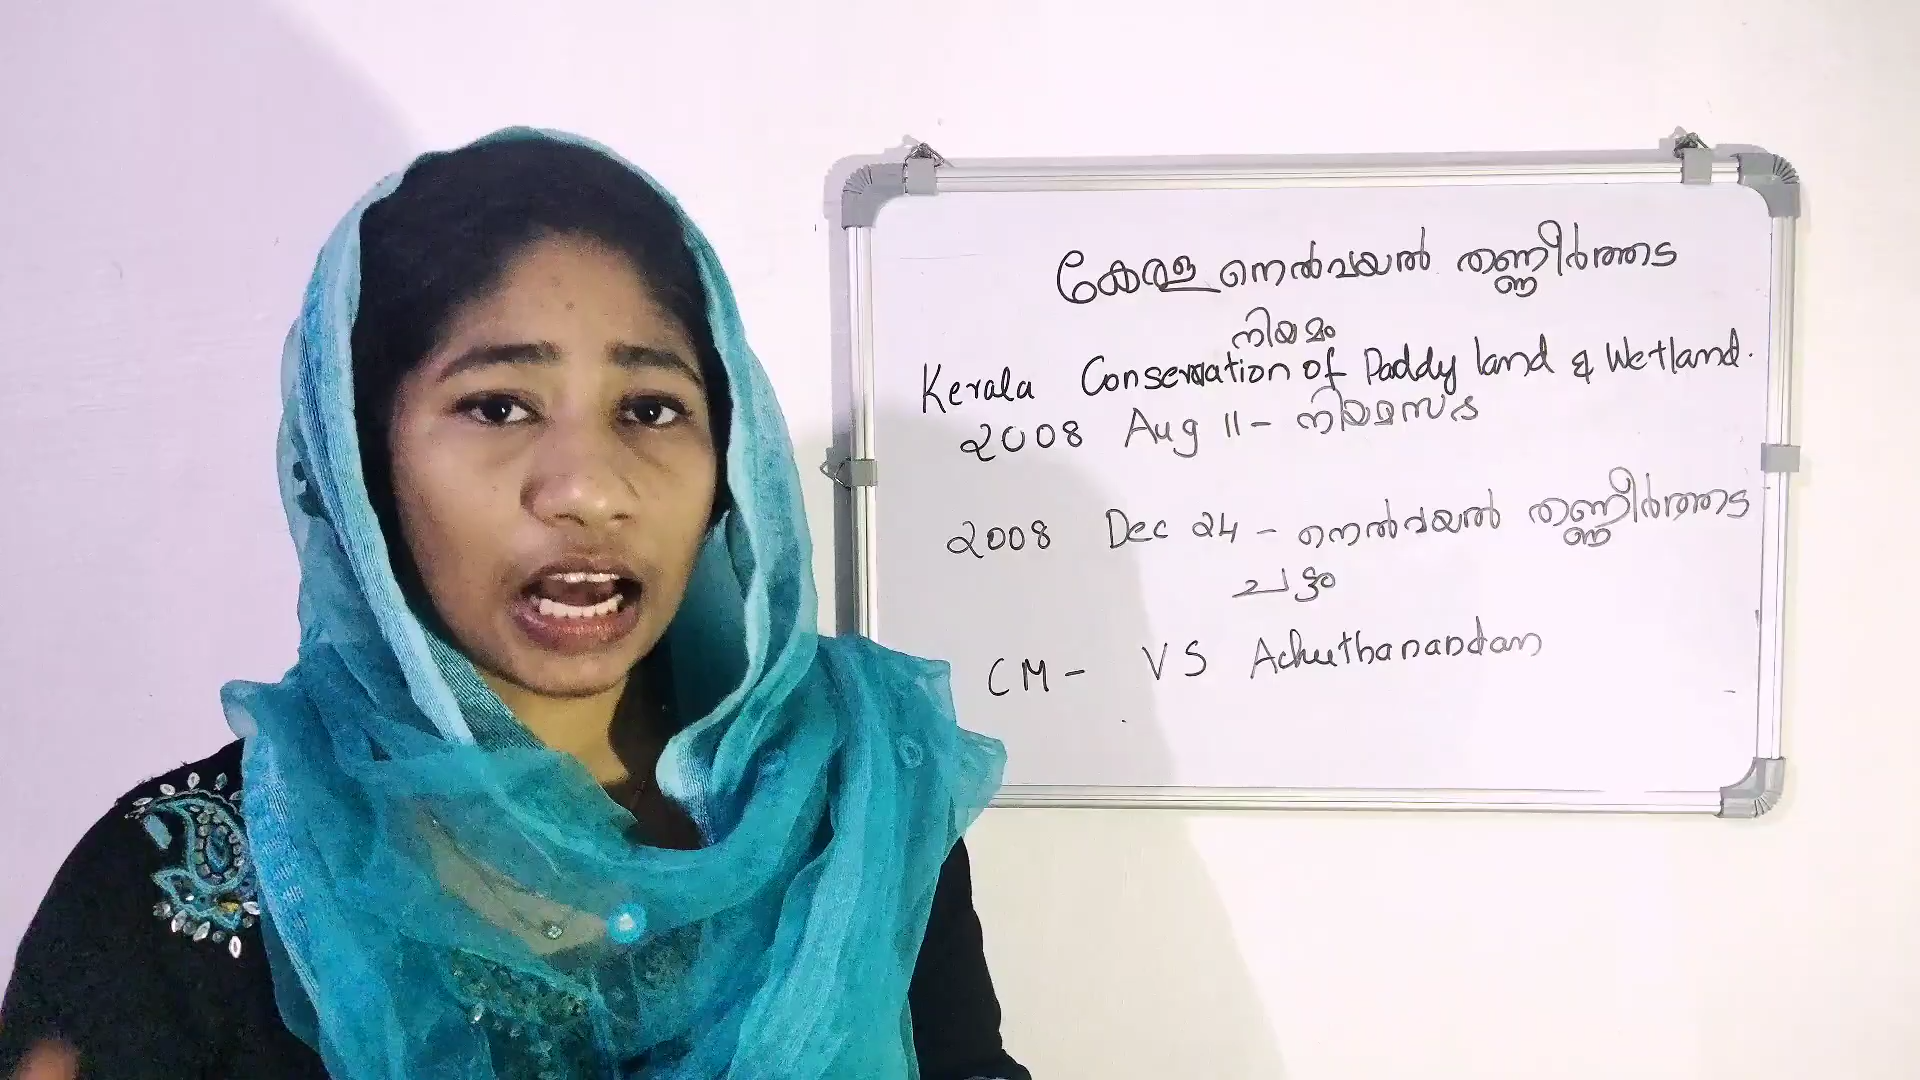 കേരള നെൽവയൽ തണ്ണീർത്തട
നിയമം
Kerala Conservation of Paddy land & Wetland.
2008 Aug 11 - നിയമസഭ
2008 Dec 24 - നെൽവയൽ തണ്ണീർത്തട
ചട്ടം
CM - VS Achuthanandan